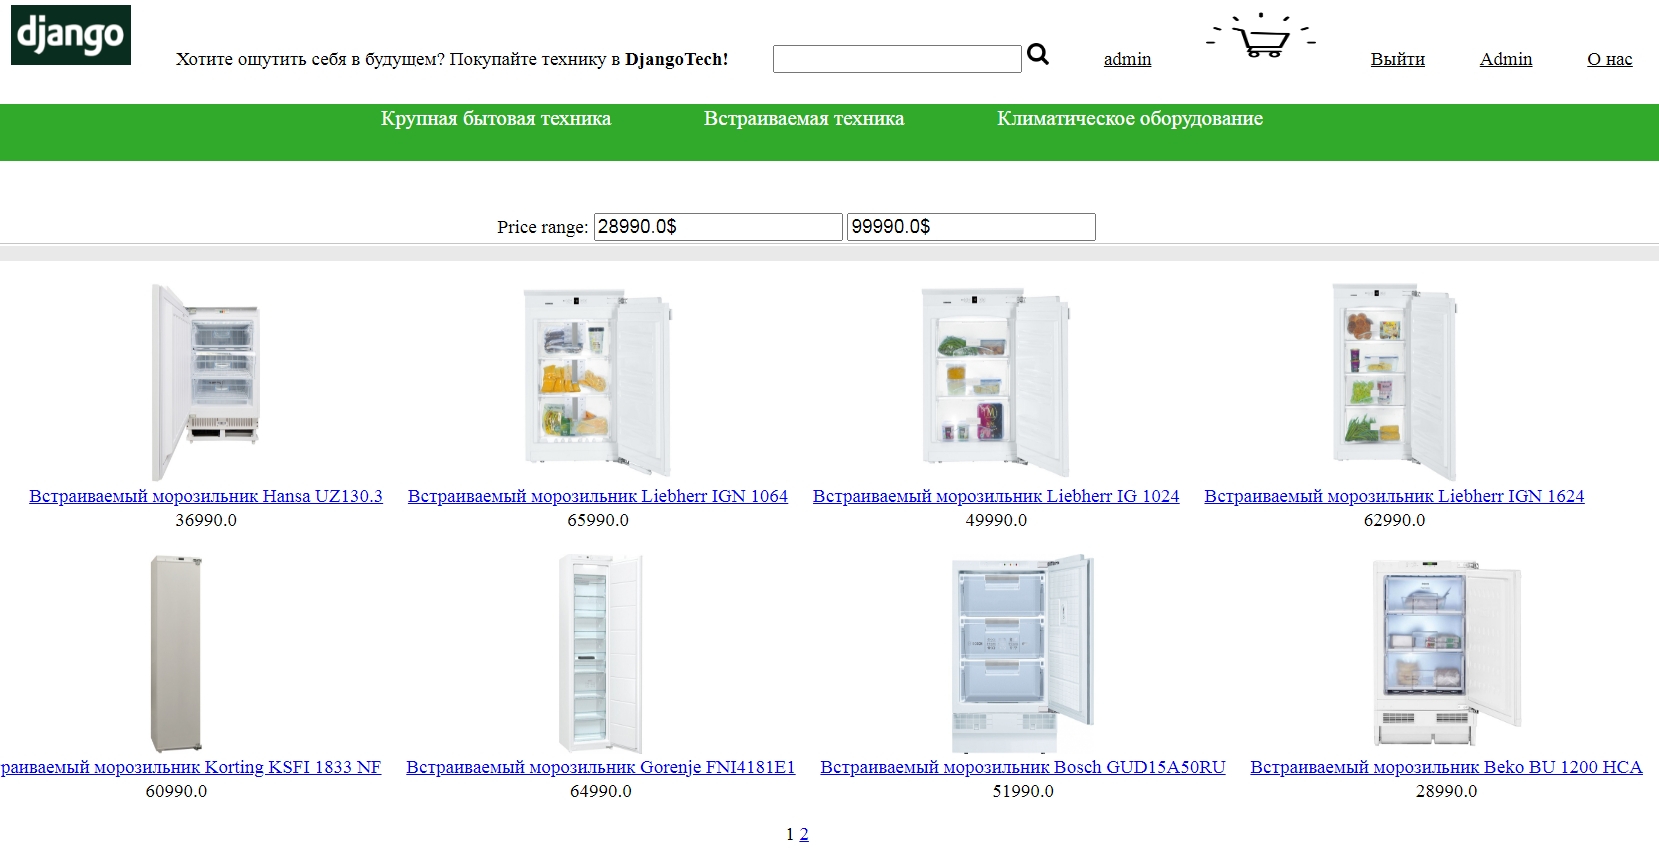 django
Хотите ощутить себя в будущем? Покупайте технику в DjangoTech!
admin
Выйти
Admin
О нас
Крупная бытовая техника
Встраиваемая техника
Климатическое оборудование
Price range: 28990.0$ 99990.0$
Встраиваемый морозильник Hansa UZ130.3
36990.0
Встраиваемый морозильник Liebherr IGN 1064
65990.0
Встраиваемый морозильник Liebherr IG 1024
49990.0
Встраиваемый морозильник Liebherr IGN 1624
62990.0
раиваемый морозильник Korting KSFI 1833 NF
60990.0
Встраиваемый морозильник Gorenje FNI4181E1
64990.0
Встраиваемый морозильник Bosch GUD15A50RU
51990.0
Встраиваемый морозильник Beko BU 1200 HCA
28990.0
1 2